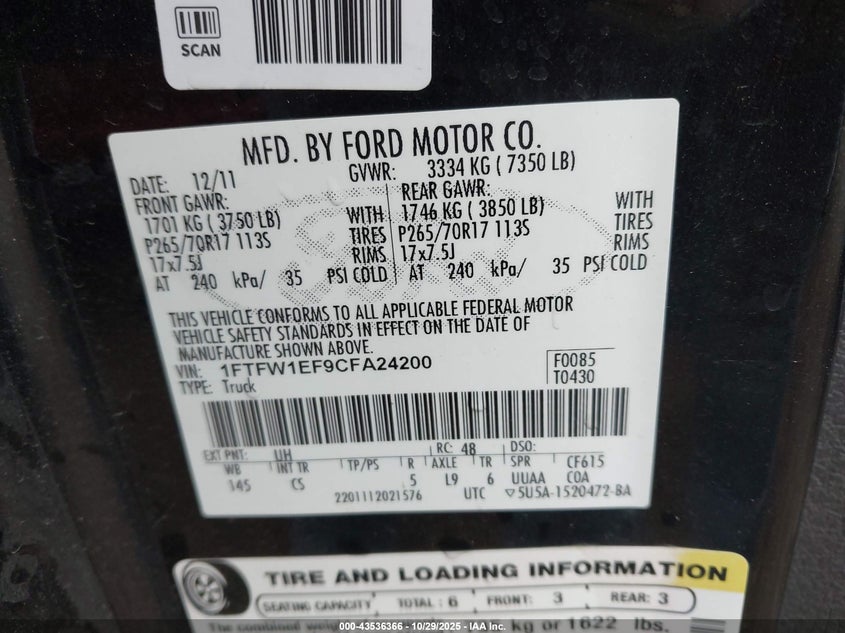 SCAN
MFD. BY FORD MOTOR CO.
DATE: 12/11 GVWR: 3334 KG ( 7350 LB)
FRONT GAWR: REAR GAWR:
1701 KG ( 3750 LB) WITH 1746 KG ( 3850 LB) WITH
P265/70R17 113S TIRES P265/70R17 113S TIRES
17x7.5J RIMS 17x7.5J RIMS
AT 240 kPa/ 35 PSI COLD AT 240 kPa/ 35 PSI COLD
THIS VEHICLE CONFORMS TO ALL APPLICABLE FEDERAL MOTOR
VEHICLE SAFETY STANDARDS IN EFFECT ON THE DATE OF
MANUFACTURE SHOWN ABOVE.
VIN: 1FTFW1EF9CFA24200 F0085
TYPE: Truck T0430
EXT PNT: UH RC: 48 DSO:
WB INT TR TP/PS R AXLE TR SPR CF615
145 CS 5 L9 6 UUAA COA
2201112021576 UTC ▽5U5A-1520472-BA
TIRE AND LOADING INFORMATION
SEATING CAPACITY TOTAL : 6 FRONT: 3 REAR: 3
The combined kg or 1622 lbs.
© 43536366 - 10/29/2025 - IAA Inc.